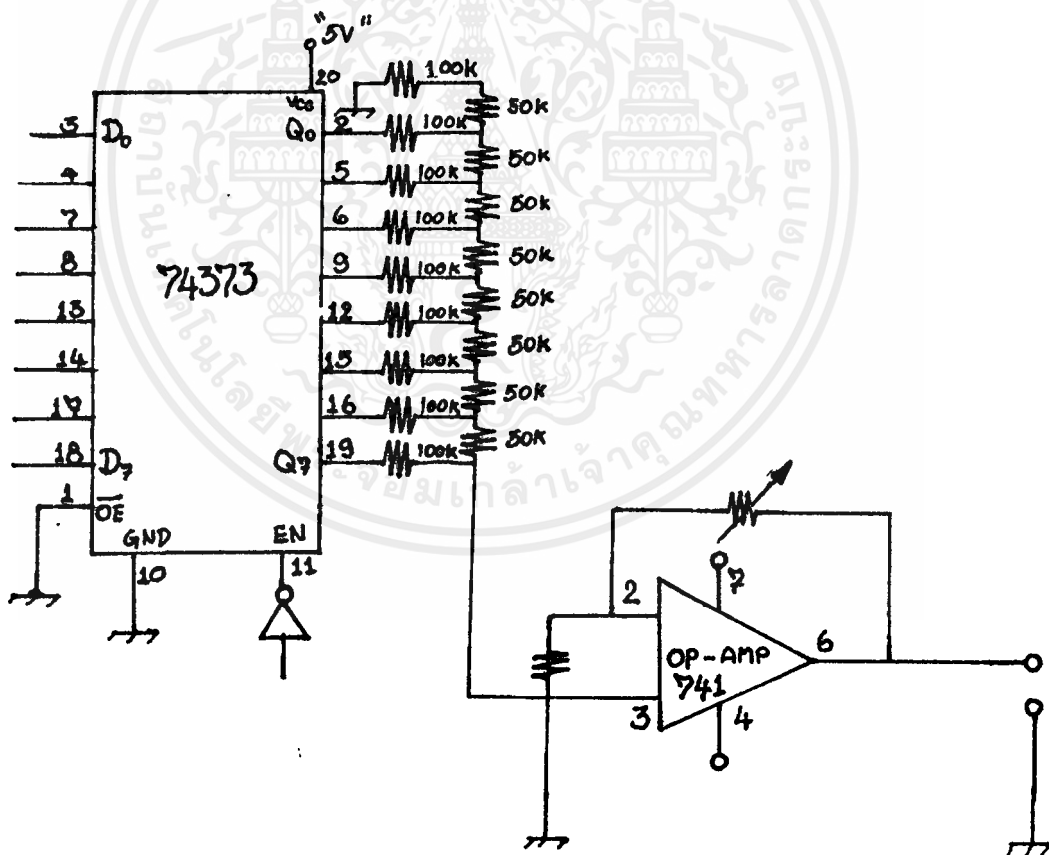 "5V"
20
Vcc
100K
50K
3 D0
Q0 2 100K
50K
4
5 100K
50K
7
6 100K
50K
8
74373
9 100K
50K
13
12 100K
50K
14
15 100K
50K
17
16 100K
50K
18 D7
Q7 19 100K
1 OE
GND
EN
10
11
7
2
OP-AMP
741
6
3
4